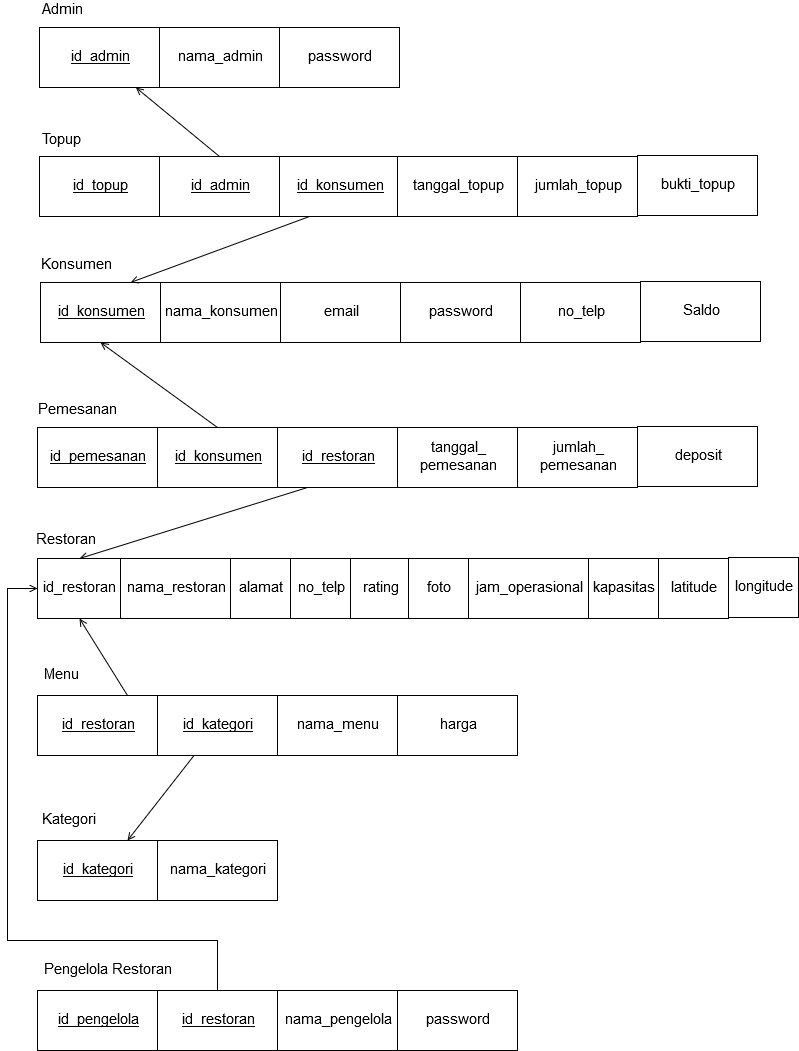 Admin
id_admin nama_admin password
Topup
id_topup id_admin id_konsumen tanggal_topup jumlah_topup bukti_topup
Konsumen
id_konsumen nama_konsumen email password no_telp Saldo
Pemesanan
id_pemesanan id_konsumen id_restoran tanggal_ pemesanan jumlah_ pemesanan deposit
Restoran
id_restoran nama_restoran alamat no_telp rating foto jam_operasional kapasitas latitude longitude
Menu
id_restoran id_kategori nama_menu harga
Kategori
id_kategori nama_kategori
Pengelola Restoran
id_pengelola id_restoran nama_pengelola password